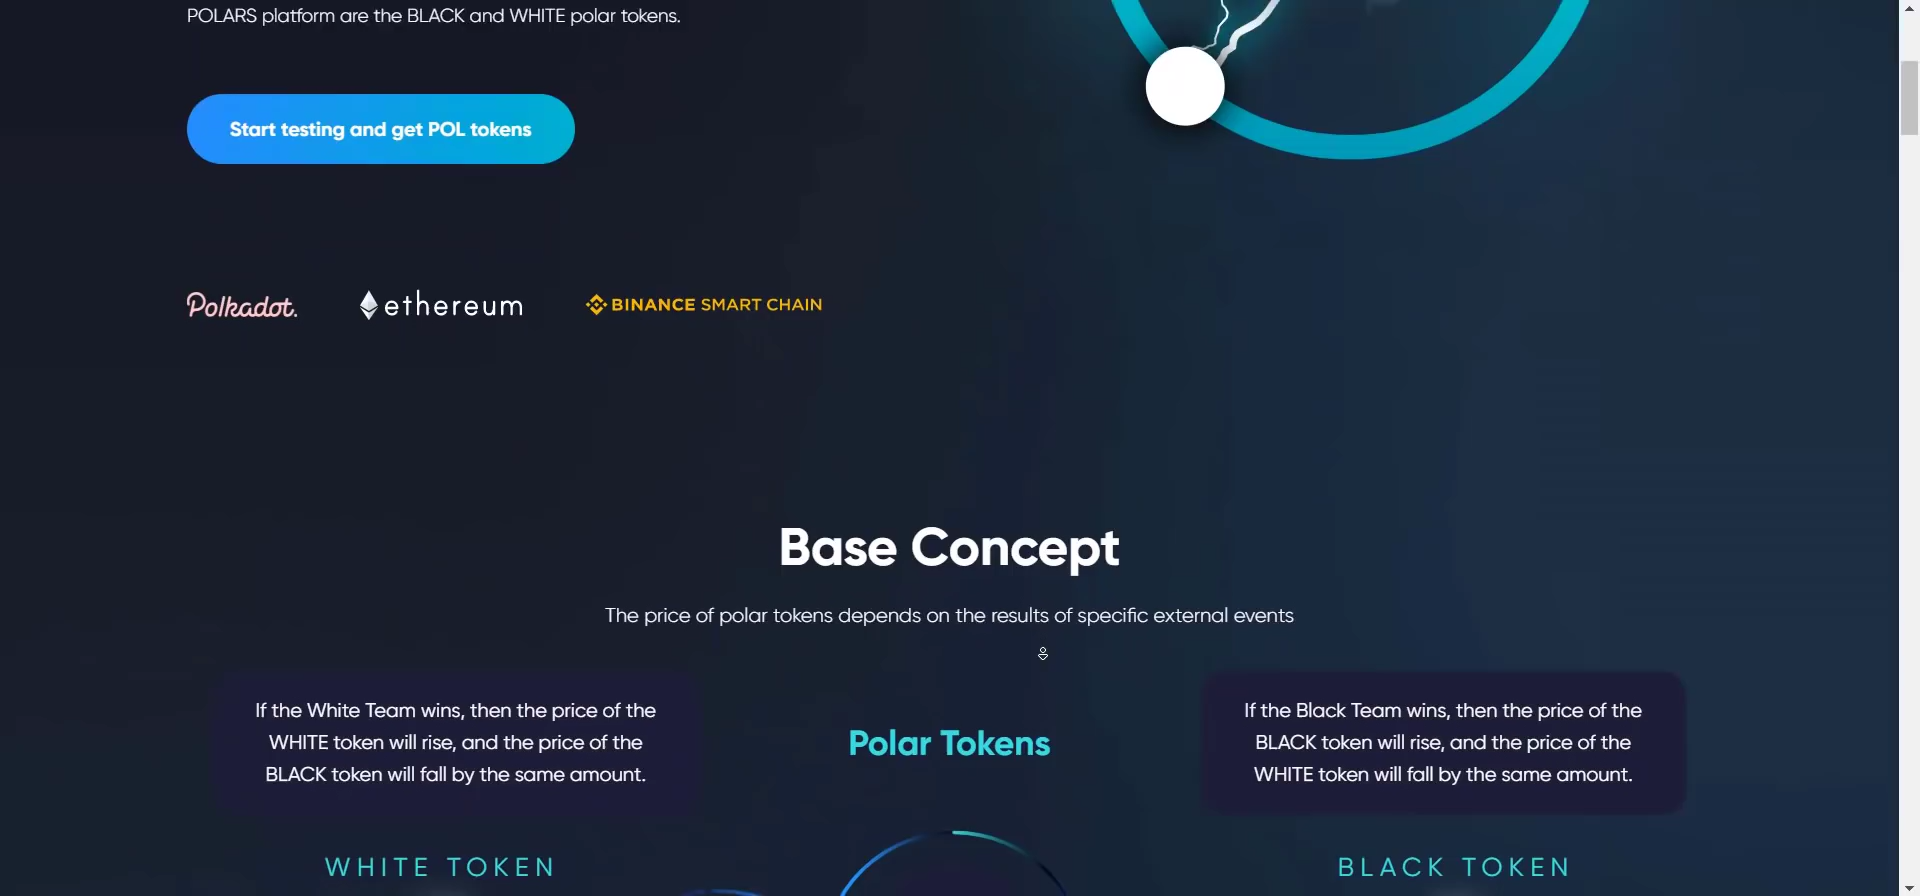 POLARS platform are the BLACK and WHITE polar tokens.
Start testing and get POL tokens
Polkadot.
ethereum
BINANCE SMART CHAIN
Base Concept
The price of polar tokens depends on the results of specific external events
If the White Team wins, then the price of the
WHITE token will rise, and the price of the
BLACK token will fall by the same amount.
Polar Tokens
If the Black Team wins, then the price of the
BLACK token will rise, and the price of the
WHITE token will fall by the same amount.
WHITE TOKEN
BLACK TOKEN